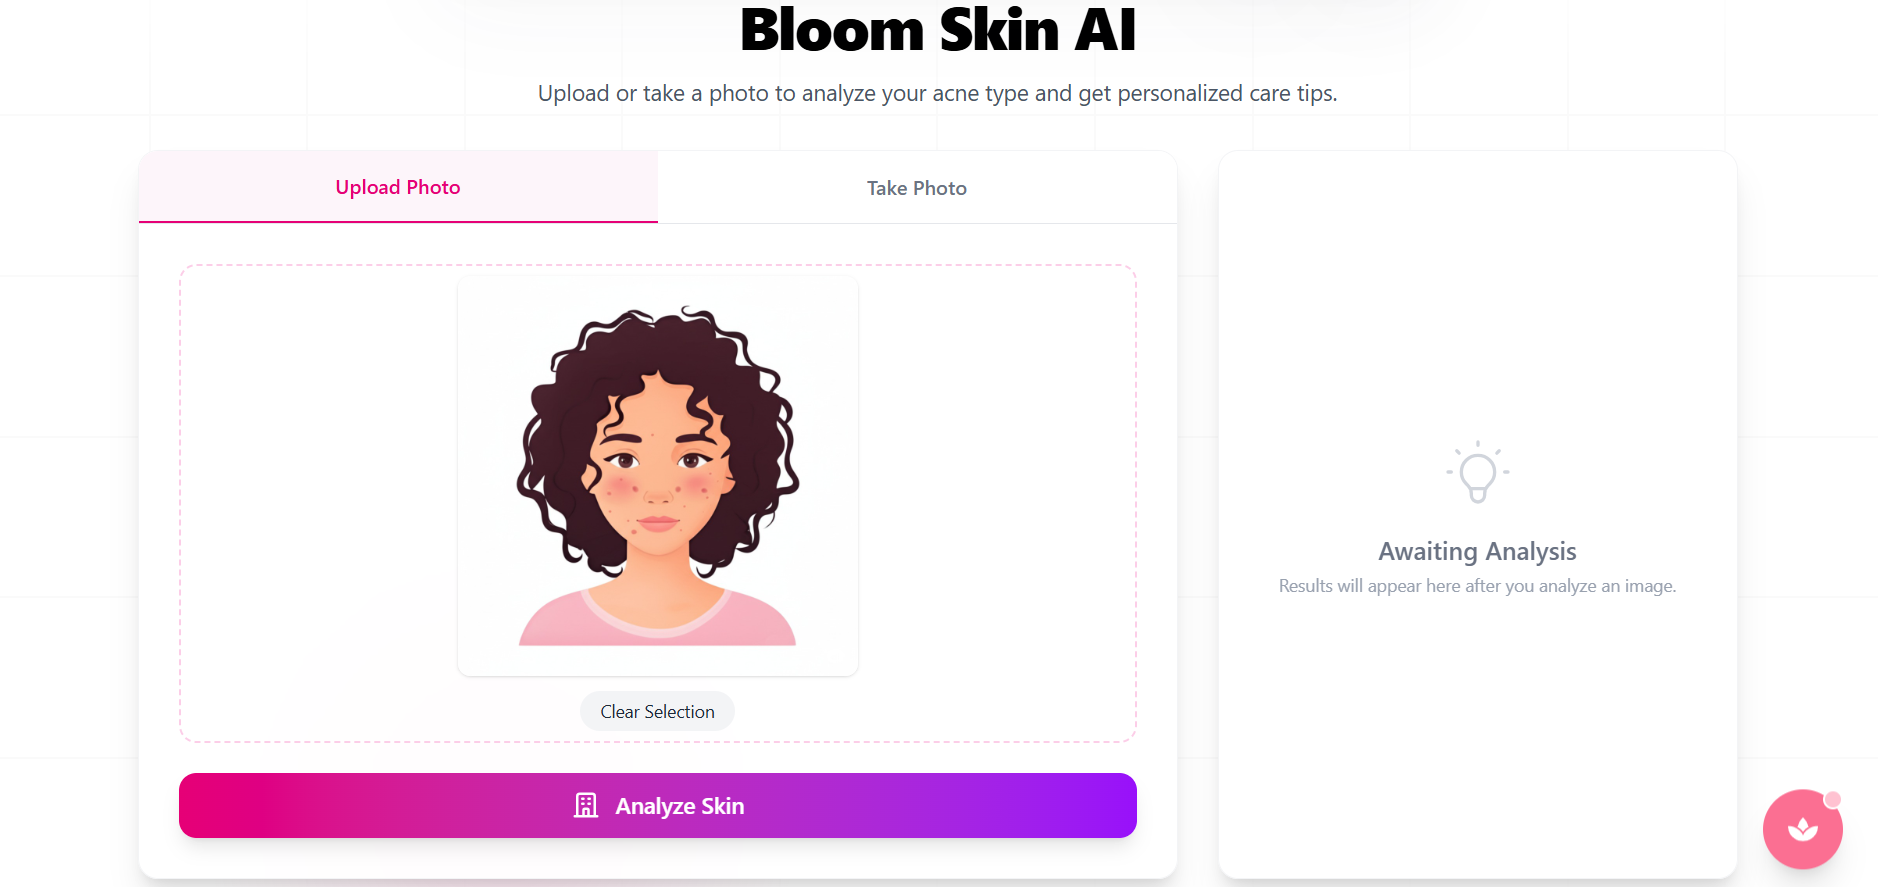 Bloom Skin AI
Upload or take a photo to analyze your acne type and get personalized care tips.
Upload Photo
Take Photo
Clear Selection
Analyze Skin
Awaiting Analysis
Results will appear here after you analyze an image.